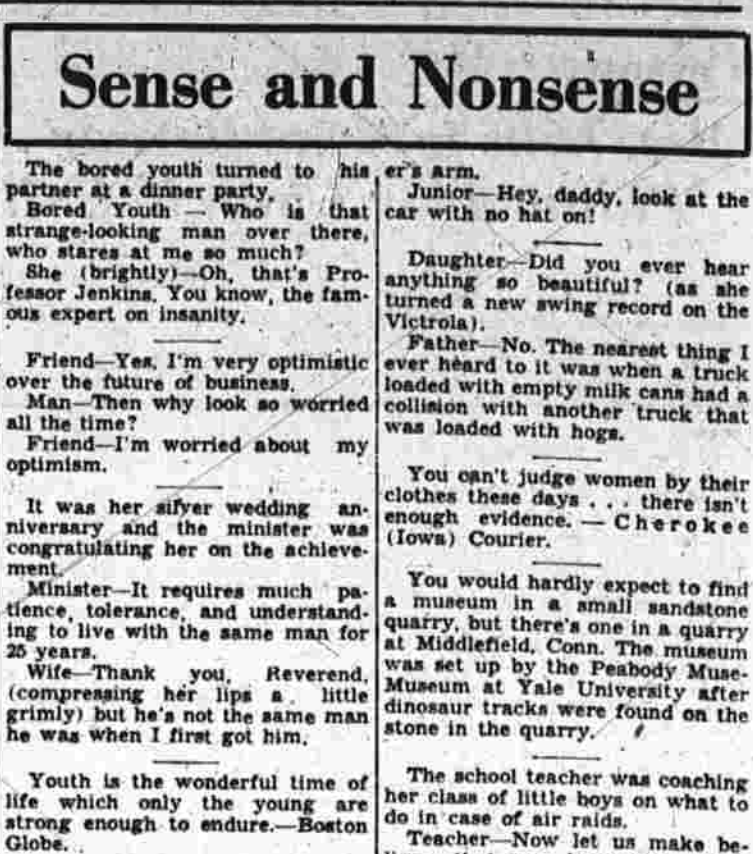 Sense and Nonsense
The bored youth turned to his
partner at a dinner party.
Bored Youth — Who is that
strange-looking man over there,
who stares at me so much?
She (brightly)—Oh, that's Pro-
fessor Jenkins. You know, the fam-
ous expert on insanity.
Friend—Yes, I'm very optimistic
over the future of business.
Man—Then why look so worried
all the time?
Friend—I'm worried about my
optimism.
It was her silver wedding an-
niversary and the minister was
congratulating her on the achieve-
ment.
Minister—It requires much pa-
tience, tolerance, and understand-
ing to live with the same man for
25 years.
Wife—Thank you, Reverend,
(compressing her lips a little
grimly) but he's not the same man
he was when I first got him.
Youth is the wonderful time of
life which only the young are
strong enough to endure.—Boston
Globe.
er's arm.
Junior—Hey, daddy, look at the
car with no hat on!
Daughter—Did you ever hear
anything so beautiful? (as she
turned a new swing record on the
Victrola).
Father—No. The nearest thing I
ever heard to it was when a truck
loaded with empty milk cans had a
collision with another truck that
was loaded with hogs.
You can't judge women by their
clothes these days . . . there isn't
enough evidence. — Cherokee
(Iowa) Courier.
You would hardly expect to find
a museum in a small sandstone
quarry, but there's one in a quarry
at Middlefield, Conn. The museum
was set up by the Peabody Muse-
Museum at Yale University after
dinosaur tracks were found on the
stone in the quarry.
The school teacher was coaching
her class of little boys on what to
do in case of air raids.
Teacher—Now let us make be-